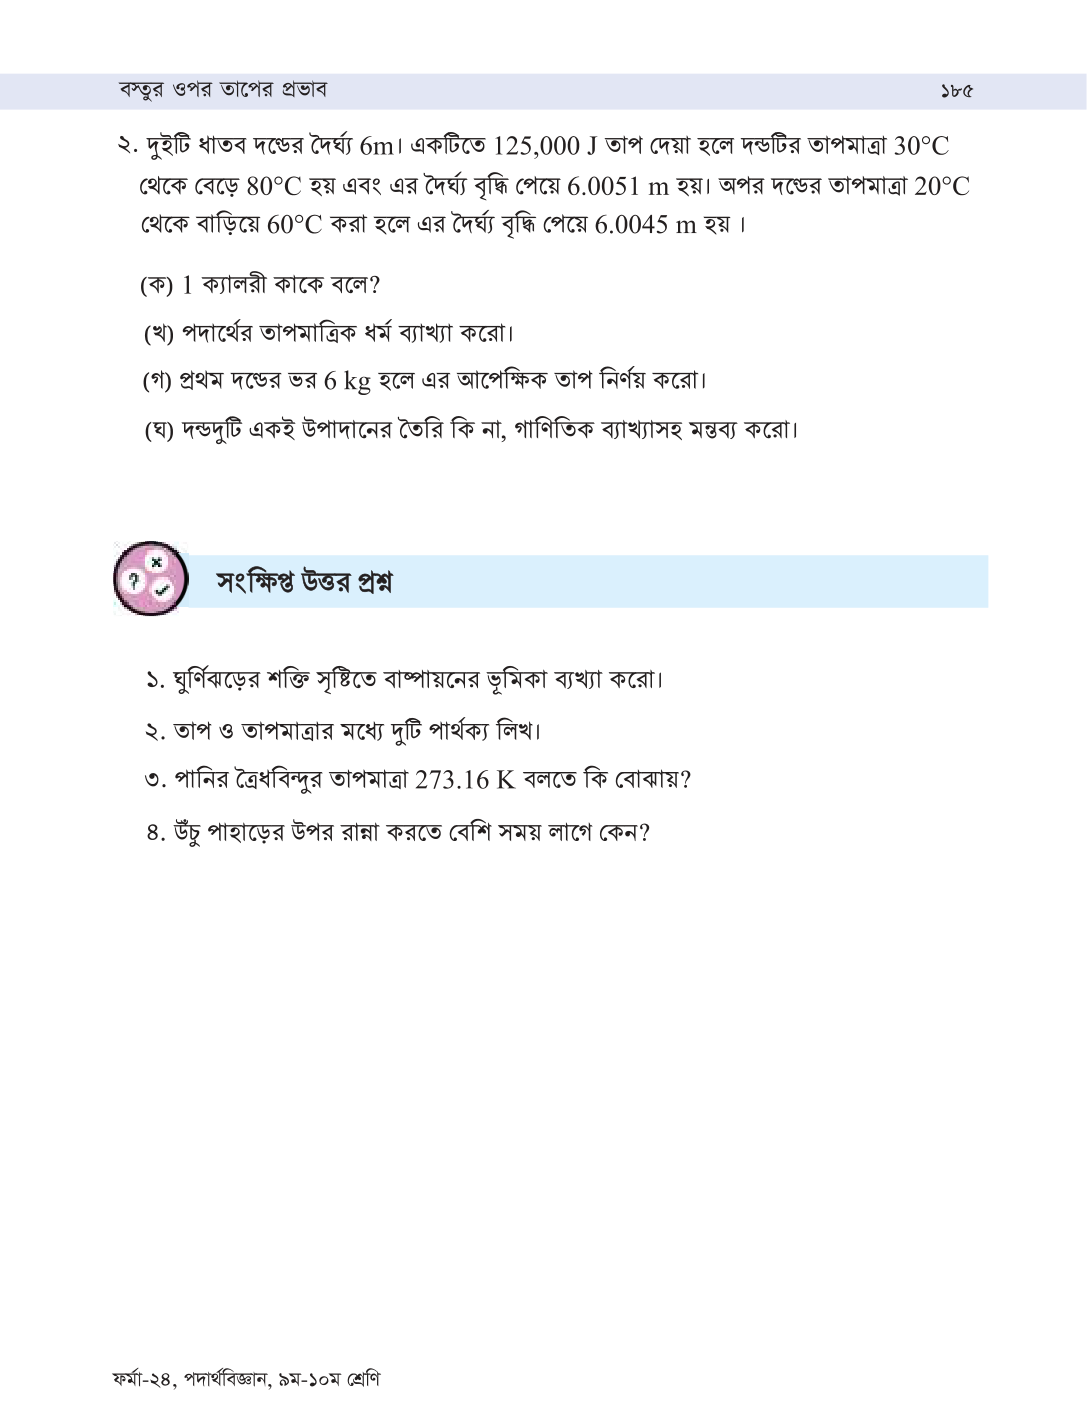 বস্তুর ওপর তাপের প্রভাব ১৮৫
২. দুইটি ধাতব দণ্ডের দৈর্ঘ্য 6m। একটিতে 125,000 J তাপ দেয়া হলে দন্ডটির তাপমাত্রা 30°C
থেকে বেড়ে 80°C হয় এবং এর দৈর্ঘ্য বৃদ্ধি পেয়ে 6.0051 m হয়। অপর দণ্ডের তাপমাত্রা 20°C
থেকে বাড়িয়ে 60°C করা হলে এর দৈর্ঘ্য বৃদ্ধি পেয়ে 6.0045 m হয় ।
(ক) 1 ক্যালরী কাকে বলে?
(খ) পদার্থের তাপমাত্রিক ধর্ম ব্যাখ্যা করো।
(গ) প্রথম দণ্ডের ভর 6 kg হলে এর আপেক্ষিক তাপ নির্ণয় করো।
(ঘ) দন্ডদুটি একই উপাদানের তৈরি কি না, গাণিতিক ব্যাখ্যাসহ মন্তব্য করো।
সংক্ষিপ্ত উত্তর প্রশ্ন
১. ঘুর্ণিঝড়ের শক্তি সৃষ্টিতে বাষ্পায়নের ভূমিকা ব্যখ্যা করো।
২. তাপ ও তাপমাত্রার মধ্যে দুটি পার্থক্য লিখ।
৩. পানির ত্রৈধবিন্দুর তাপমাত্রা 273.16 K বলতে কি বোঝায়?
৪. উঁচু পাহাড়ের উপর রান্না করতে বেশি সময় লাগে কেন?
ফর্মা-২৪, পদার্থবিজ্ঞান, ৯ম-১০ম শ্রেণি